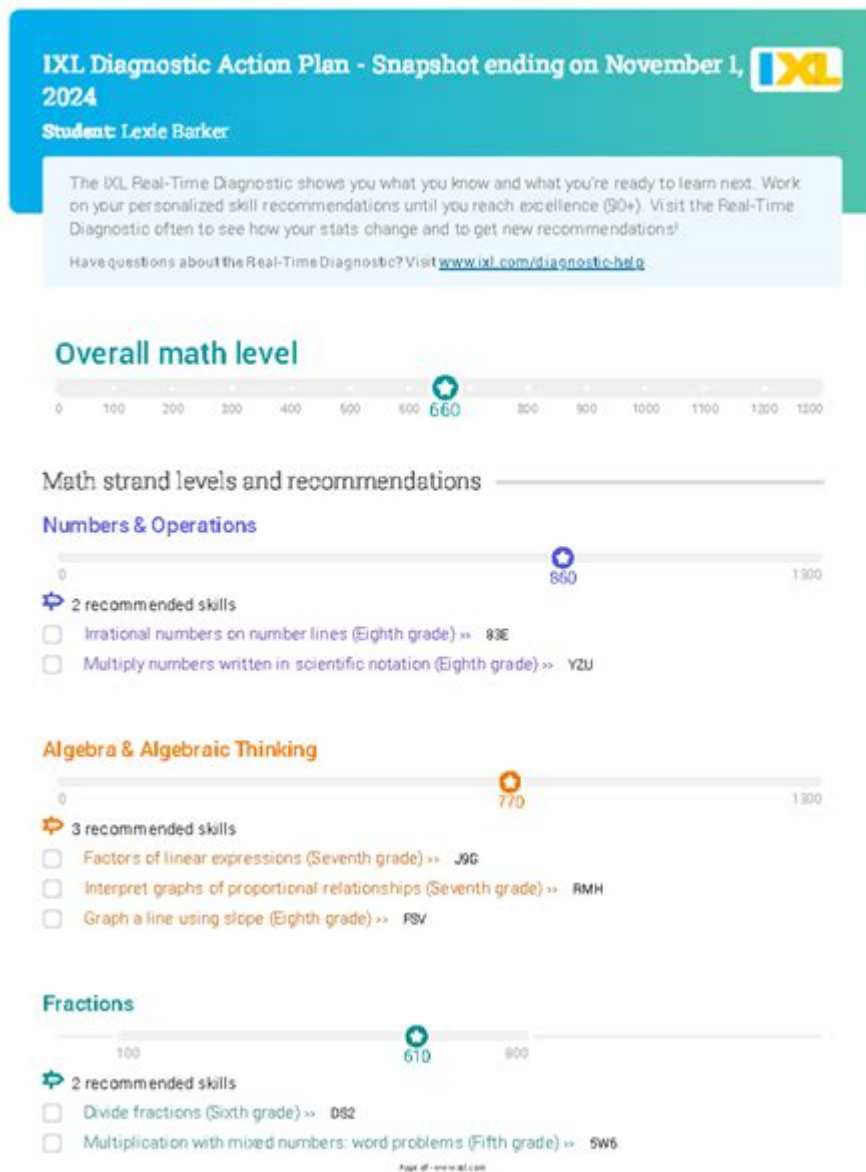 IXL Diagnostic Action Plan - Snapshot ending on November 1,
2024
IXL
Student: Lexie Barker
The IXL Real-Time Diagnostic shows you what you know and what you're ready to learn next. Work
on your personalized skill recommendations until you reach excellence (90+). Visit the Real-Time
Diagnostic often to see how your stats change and to get new recommendations!
Have questions about the Real-Time Diagnostic? Visit www.ixl.com/diagnostic-help
Overall math level
0 100 200 300 400 500 600 660 800 900 1000 1100 1200 1300
Math strand levels and recommendations
Numbers & Operations
0 860 1300
2 recommended skills
Irrational numbers on number lines (Eighth grade) » 93E
Multiply numbers written in scientific notation (Eighth grade) » YZU
Algebra & Algebraic Thinking
0 770 1300
3 recommended skills
Factors of linear expressions (Seventh grade) » J9G
Interpret graphs of proportional relationships (Seventh grade) » RMH
Graph a line using slope (Eighth grade) »
Fractions
100 610 800
2 recommended skills
Divide fractions (Sixth grade) » DS2
Multiplication with mixed numbers: word problems (Fifth grade) » 5W6